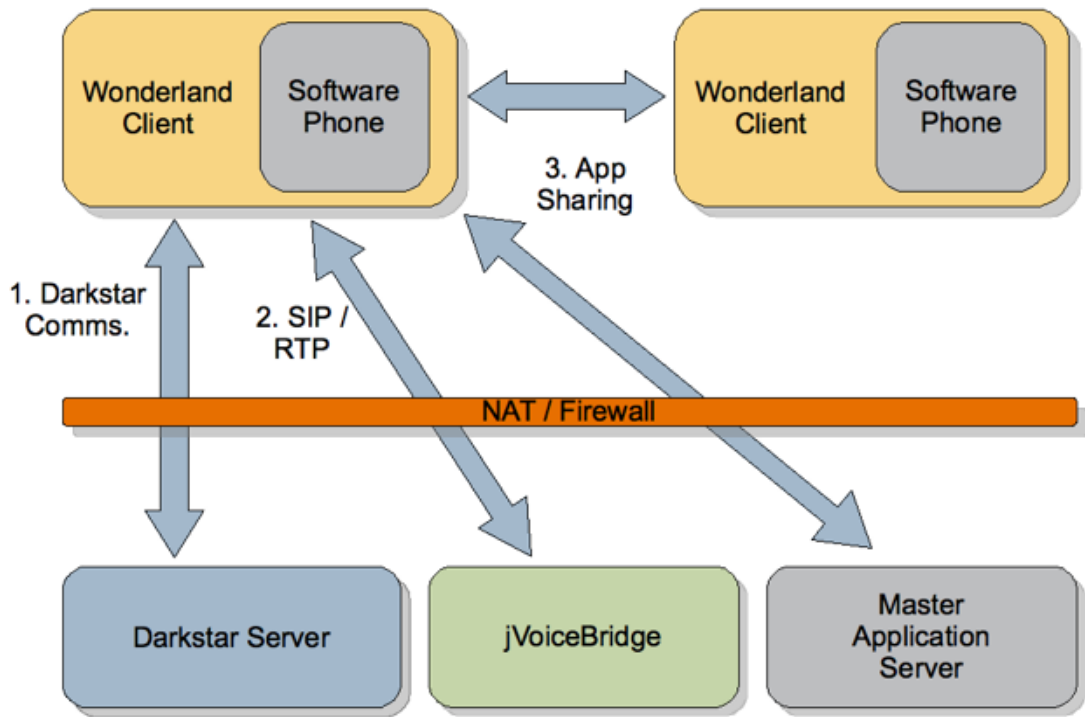 Wonderland
Client
Software
Phone
Wonderland
Client
Software
Phone
3. App
Sharing
1. Darkstar
Comms.
2. SIP /
RTP
NAT / Firewall
Darkstar Server
jVoiceBridge
Master
Application
Server